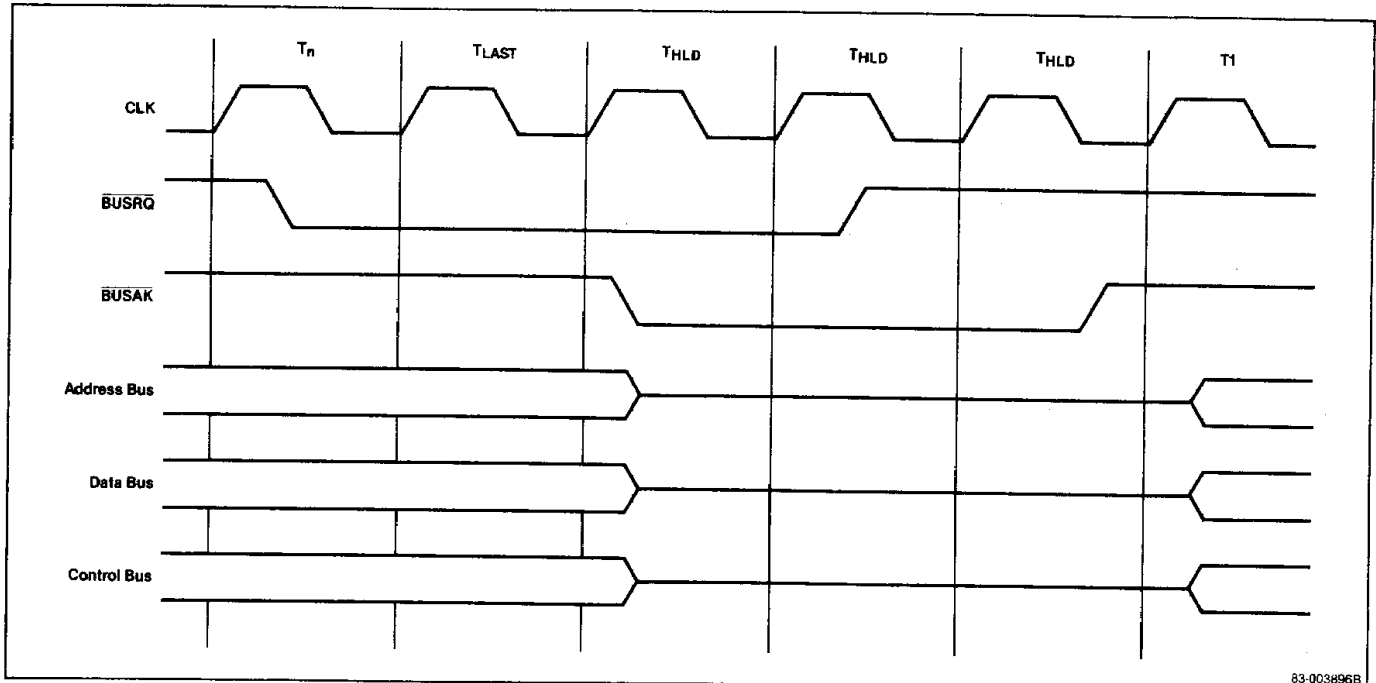 Tn TLAST THLD THLD THLD T1
CLK
BUSRQ
BUSAK
Address Bus
Data Bus
Control Bus
83-003896B